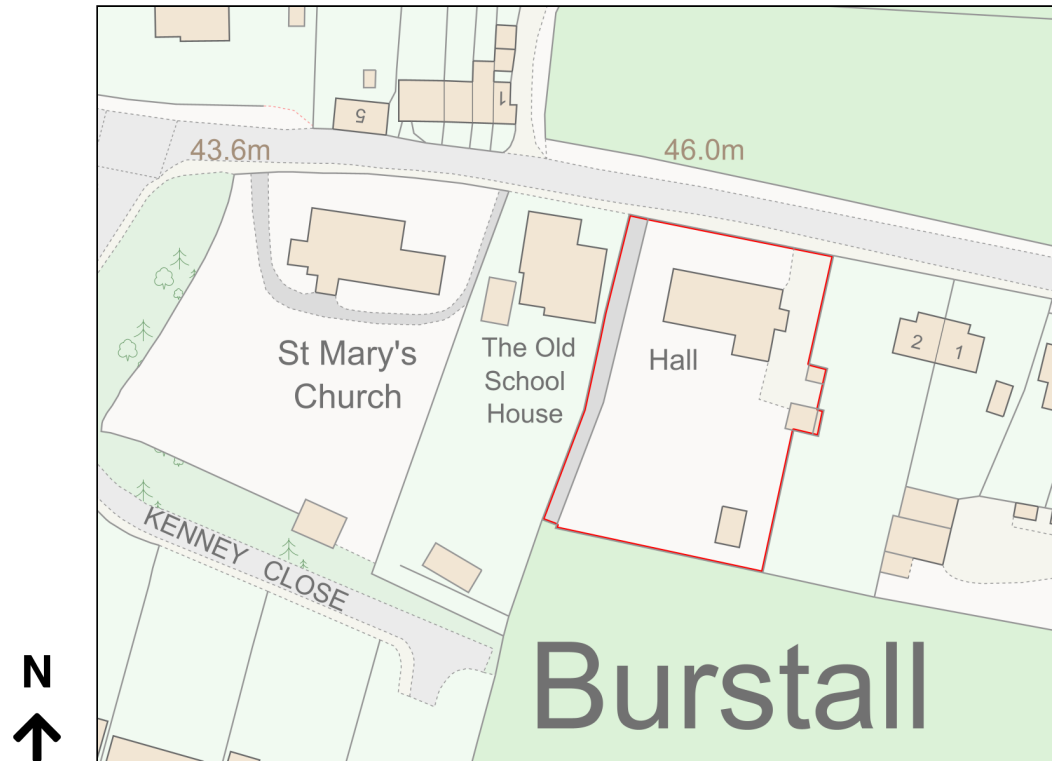 5
1
43.6m
46.0m
St Mary's
Church
The Old
School
House
Hall
2
1
KENNEY CLOSE
Burstall
N